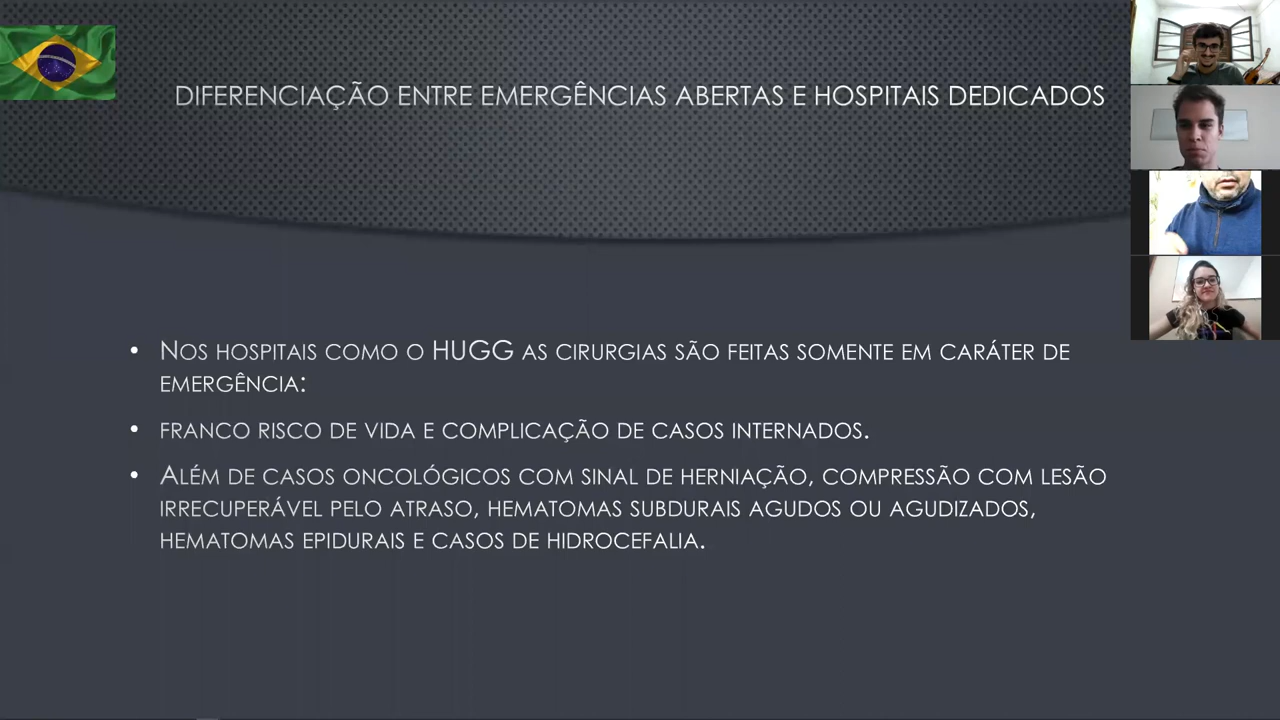 DIFERENCIAÇÃO ENTRE EMERGÊNCIAS ABERTAS E HOSPITAIS DEDICADOS
• NOS HOSPITAIS COMO O HUGG AS CIRURGIAS SÃO FEITAS SOMENTE EM CARÁTER DE
EMERGÊNCIA:
• FRANCO RISCO DE VIDA E COMPLICAÇÃO DE CASOS INTERNADOS.
• ALÉM DE CASOS ONCOLÓGICOS COM SINAL DE HERNIAÇÃO, COMPRESSÃO COM LESÃO
IRRECUPERÁVEL PELO ATRASO, HEMATOMAS SUBDURAIS AGUDOS OU AGUDIZADOS,
HEMATOMAS EPIDURAIS E CASOS DE HIDROCEFALIA.